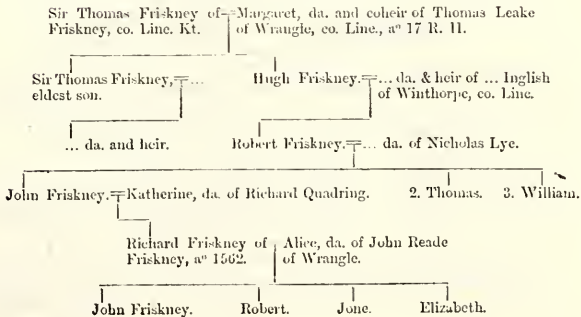 Sir Thomas Friskney of = Margaret, da. and coheir of Thomas Leake
Friskney, co. Linc. Kt. of Wrangle, co. Linc., aº 17 R. II.
Sir Thomas Friskney, = ... Hugh Friskney. = ... da. & heir of ... Inglish
eldest son. of Winthorpe, co. Linc.
... da. and heir. Robert Friskney. = ... da. of Nicholas Lye.
John Friskney. = Katherine, da. of Richard Quadring. 2. Thomas. 3. William.
Richard Friskney of Alice, da. of John Reade
Friskney, aº 1562. of Wrangle.
John Friskney. Robert. Jone. Elizabeth.